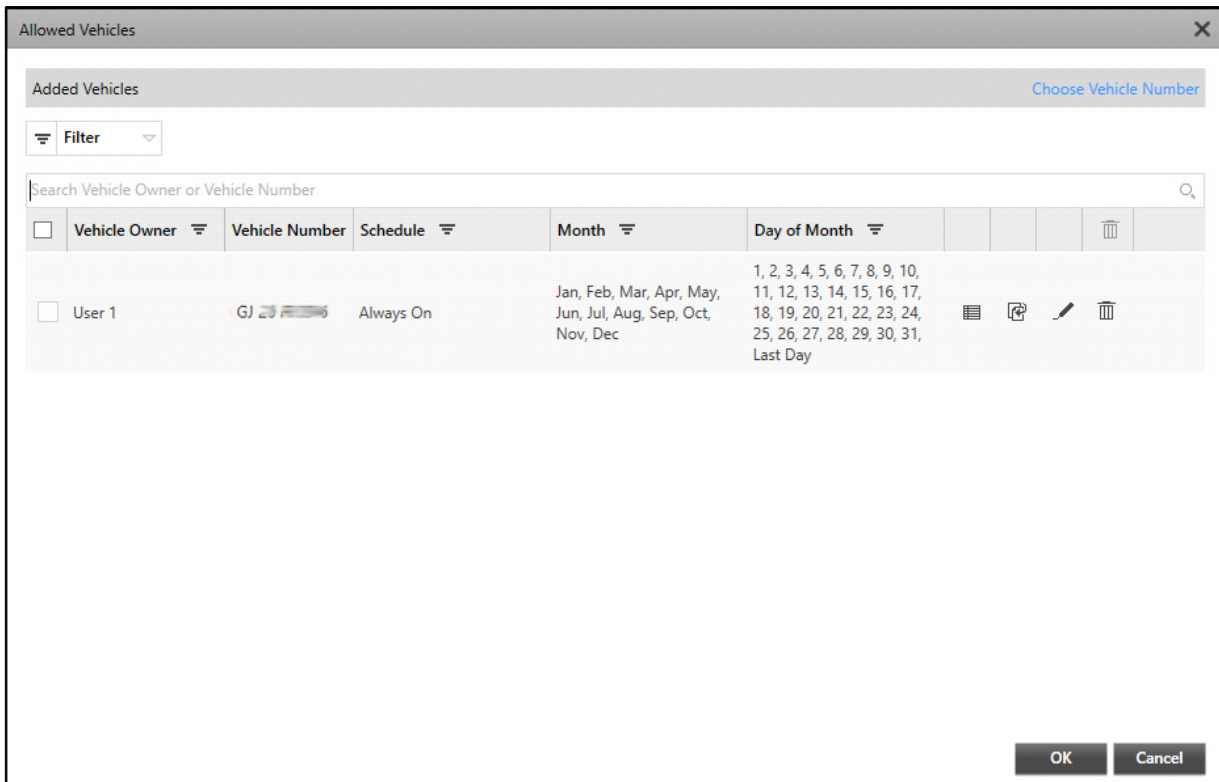 Allowed Vehicles
Added Vehicles Choose Vehicle Number
Filter
Search Vehicle Owner or Vehicle Number
Vehicle Owner Vehicle Number Schedule Month Day of Month
User 1 GJ Always On
Jan, Feb, Mar, Apr, May,
Jun, Jul, Aug, Sep, Oct,
Nov, Dec
1, 2, 3, 4, 5, 6, 7, 8, 9, 10,
11, 12, 13, 14, 15, 16, 17,
18, 19, 20, 21, 22, 23, 24,
25, 26, 27, 28, 29, 30, 31,
Last Day
OK Cancel